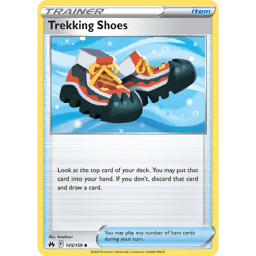 TRAINER Item
Trekking Shoes
Look at the top card of your deck. You may put
that card into your hand. If you don't, discard that
card and draw a card.
You may play any number of Item cards
during your turn.
145/159